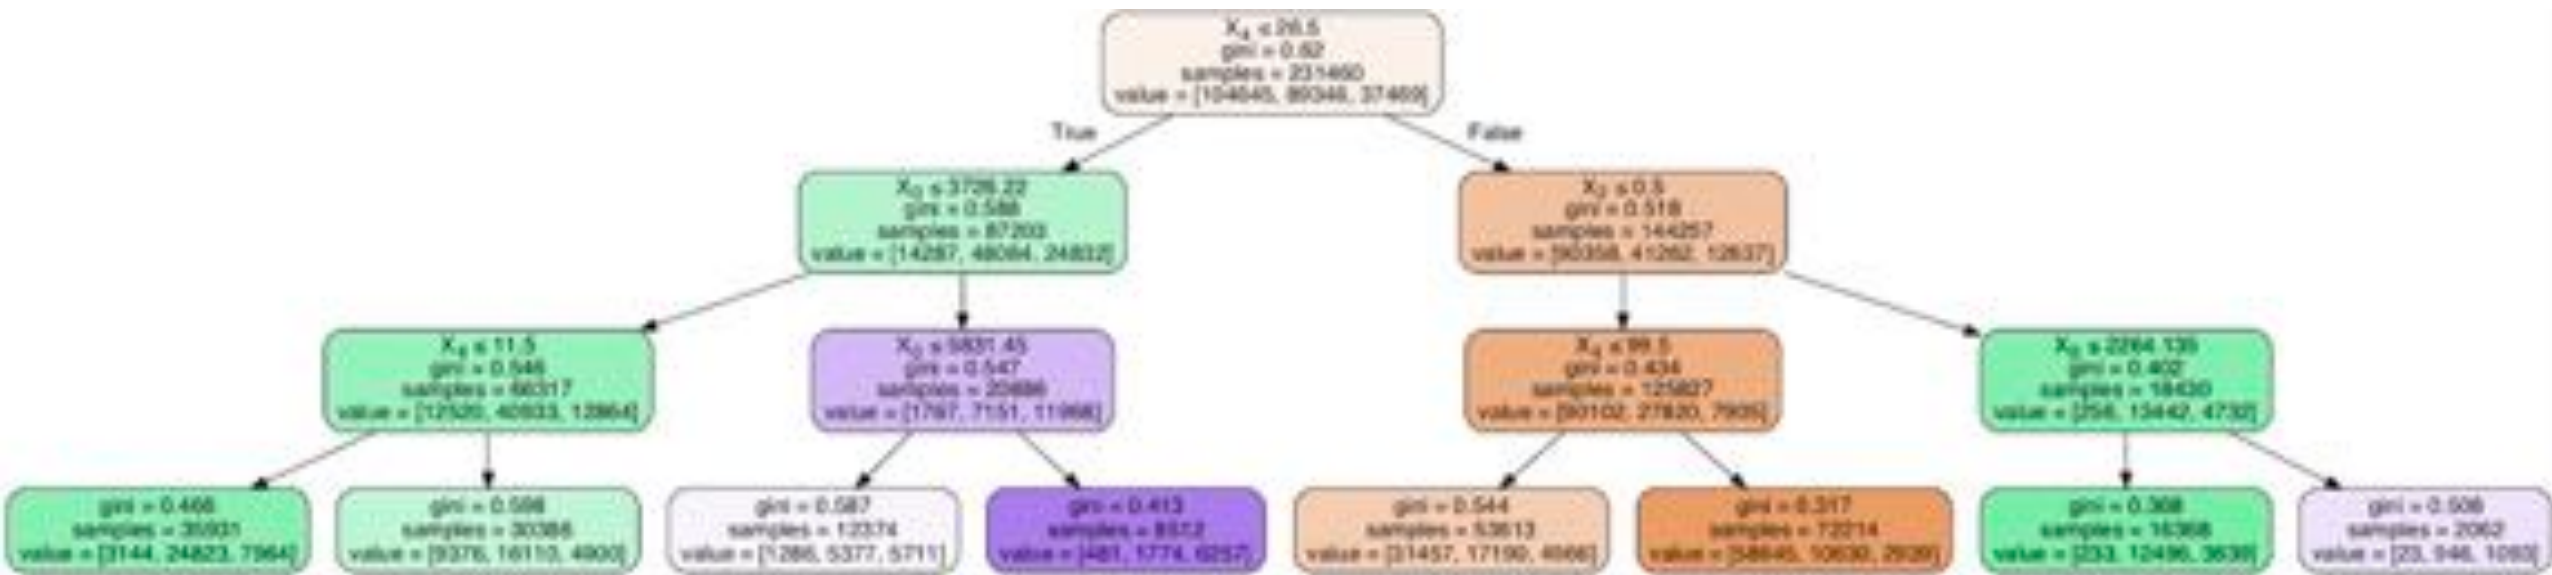 X₄ ≤ 26.5
gini = 0.62
samples = 231460
value = [104645, 89346, 37469]
True
False
X₀ ≤ 3726.22
gini = 0.588
samples = 87203
value = [14287, 48084, 24832]
≤ 0.5
gini = 0.518
samples = 144257
value = [90358, 41262, 12637]
X₄ ≤ 11.5
gini = 0.546
samples = 66317
value = [12520, 40933, 12864]
X₀ ≤ 5831.45
gini = 0.547
samples = 20886
value = [1767, 7151, 11968]
X₄ ≤ 99.5
gini = 0.434
samples = 125827
value = [90102, 27820, 7905]
X₀ ≤ 2264.135
gini = 0.402
samples = 18430
value = [256, 13442, 4732]
gini = 0.466
samples = 35931
value = [3144, 24823, 7964]
gini = 0.598
samples = 30386
value = [9376, 16110, 4900]
gini = 0.587
samples = 12374
value = [1286, 5377, 5711]
gini = 0.413
samples = 8512
value = [481, 1774, 6257]
gini = 0.544
samples = 53613
value = [31457, 17190, 4966]
gini = 0.317
samples = 72214
value = [58645, 10630, 2939]
gini = 0.368
samples = 16368
value = [233, 12496, 3639]
gini = 0.508
samples = 2062
value = [23, 946, 1093]